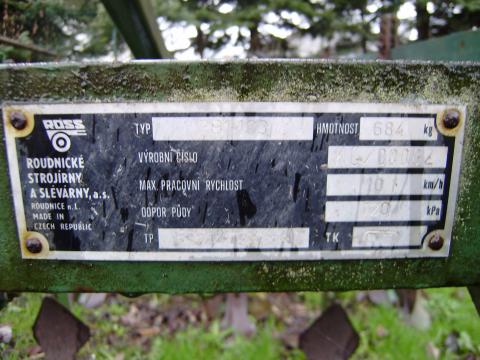 ROSS
ROUDNICKÉ
STROJÍRNY
A SLÉVÁRNY, a.s.
ROUDNICE n.L.
MADE IN
CZECH REPUBLIC
TYP
HMOTNOST 684 kg
VÝROBNÍ ČÍSLO
MAX. PRACOVNÍ RYCHLOST 10 km/h
ODPOR PŮDY kPa
TP TK